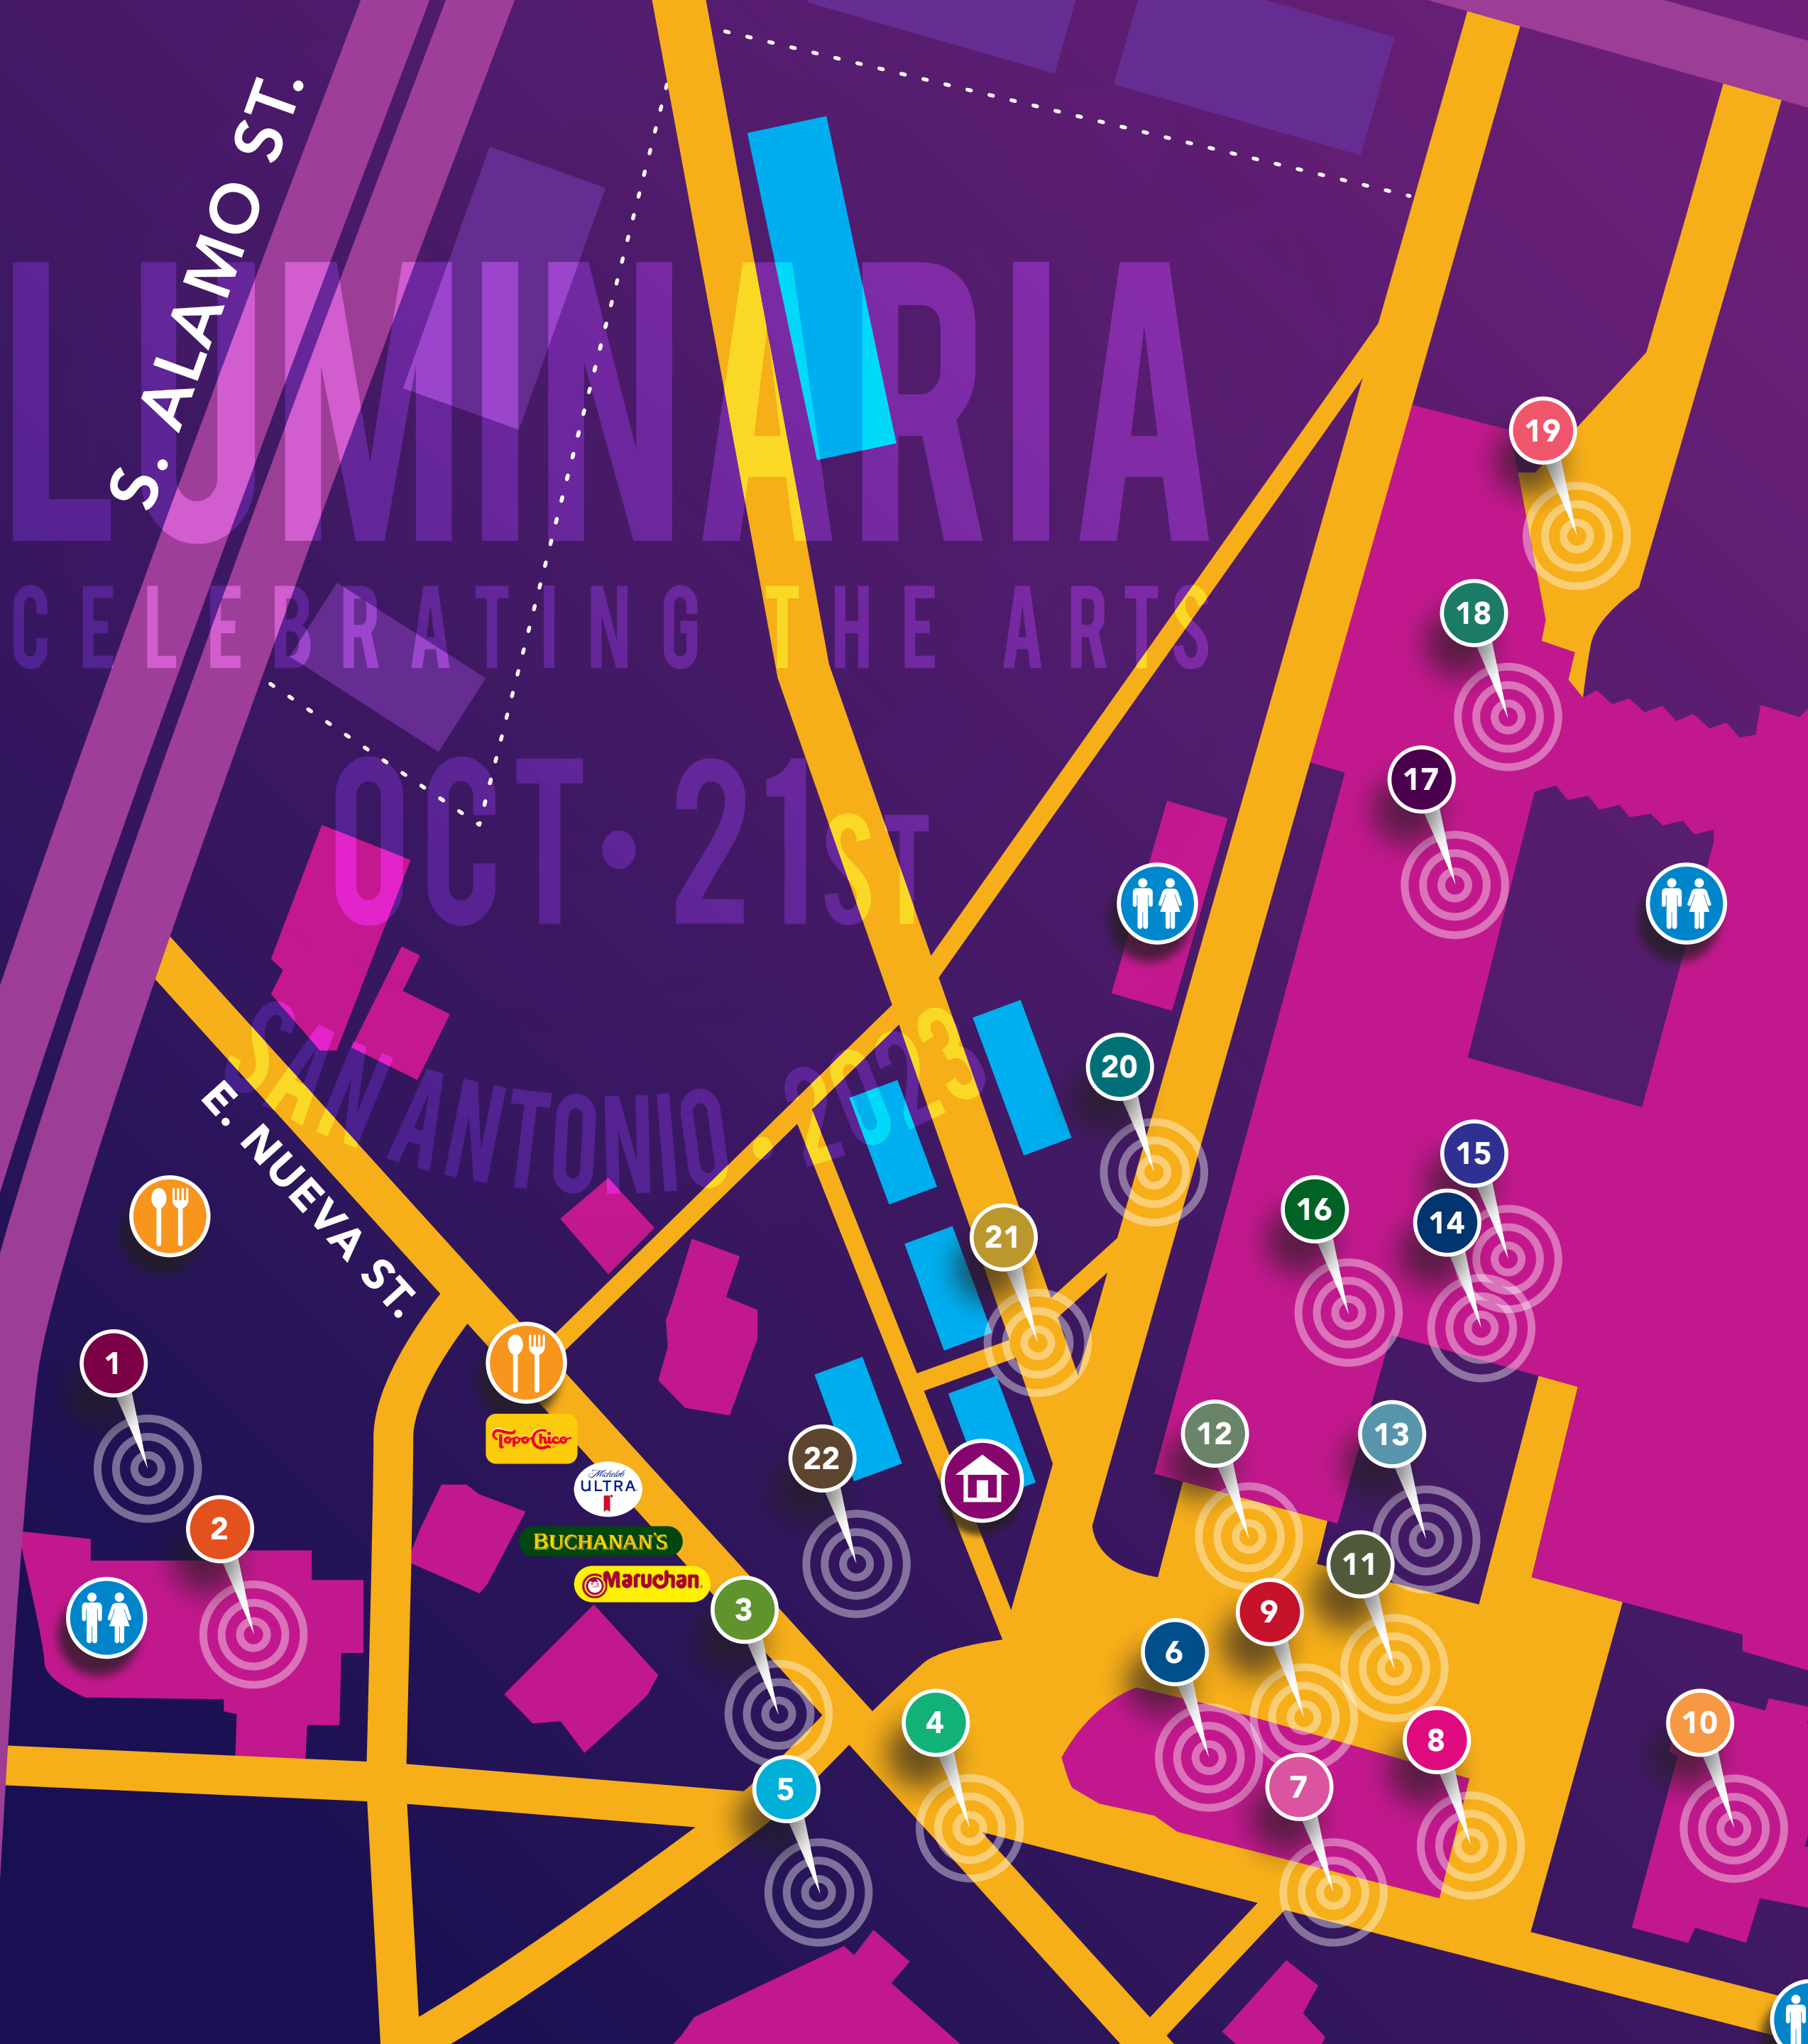 S. ALAMO ST.
LUMINARIA
CELEBRATING THE ARTS
19
18
OCT• 21ST
17
SAN ANTONIO • 2023
E. NUEVA ST.
20
15
16
14
21
1
Topo Chico
12
13
22
Michelob
ULTRA
2
BUCHANAN'S
11
Maruchan
3
9
6
4
10
8
5
7